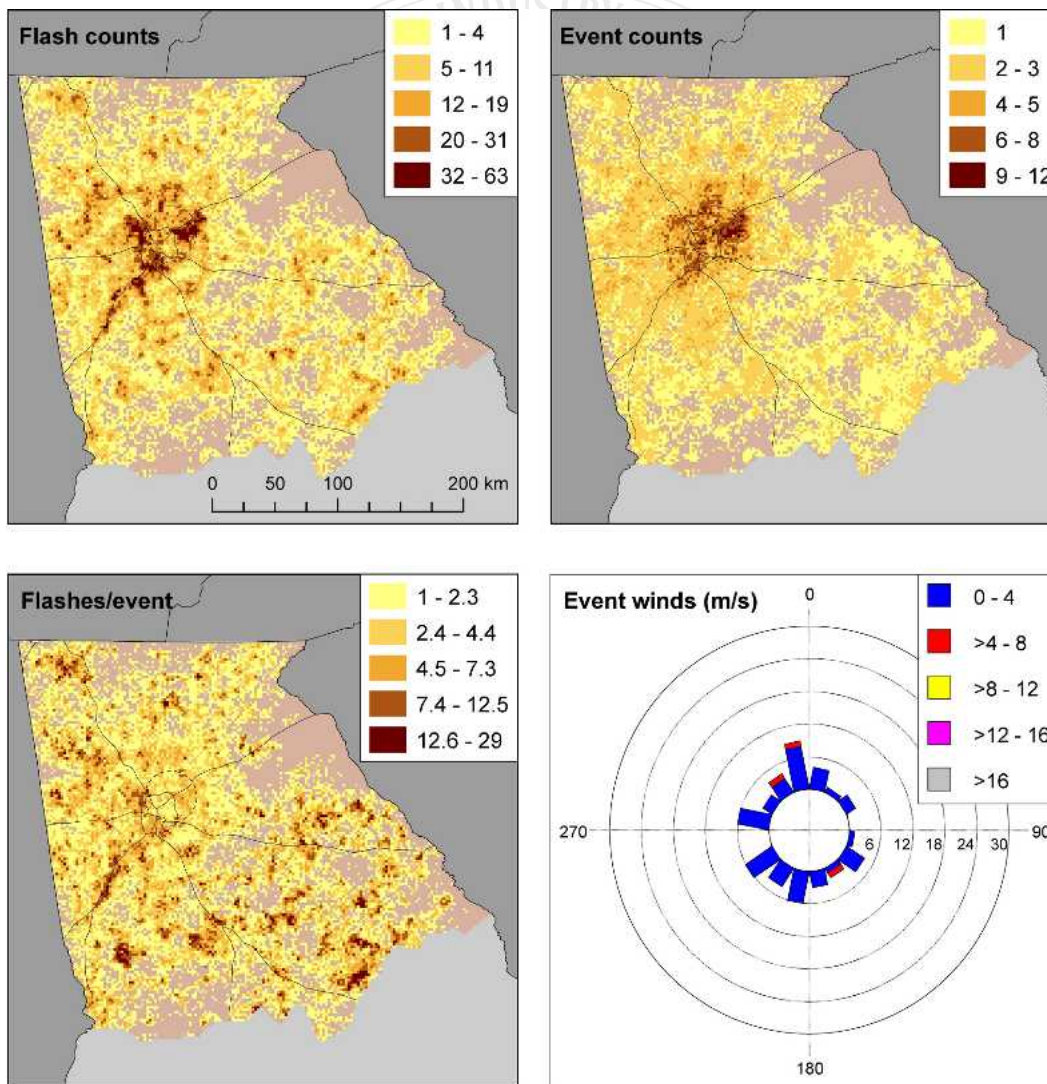 Flash counts
1 - 4
5 - 11
12 - 19
20 - 31
32 - 63
0 50 100 200 km
Event counts
1
2 - 3
4 - 5
6 - 8
9 - 12
Flashes/event
1 - 2.3
2.4 - 4.4
4.5 - 7.3
7.4 - 12.5
12.6 - 29
Event winds (m/s)
0 - 4
>4 - 8
>8 - 12
>12 - 16
>16
0
270
6 12 18 24 30
90
180